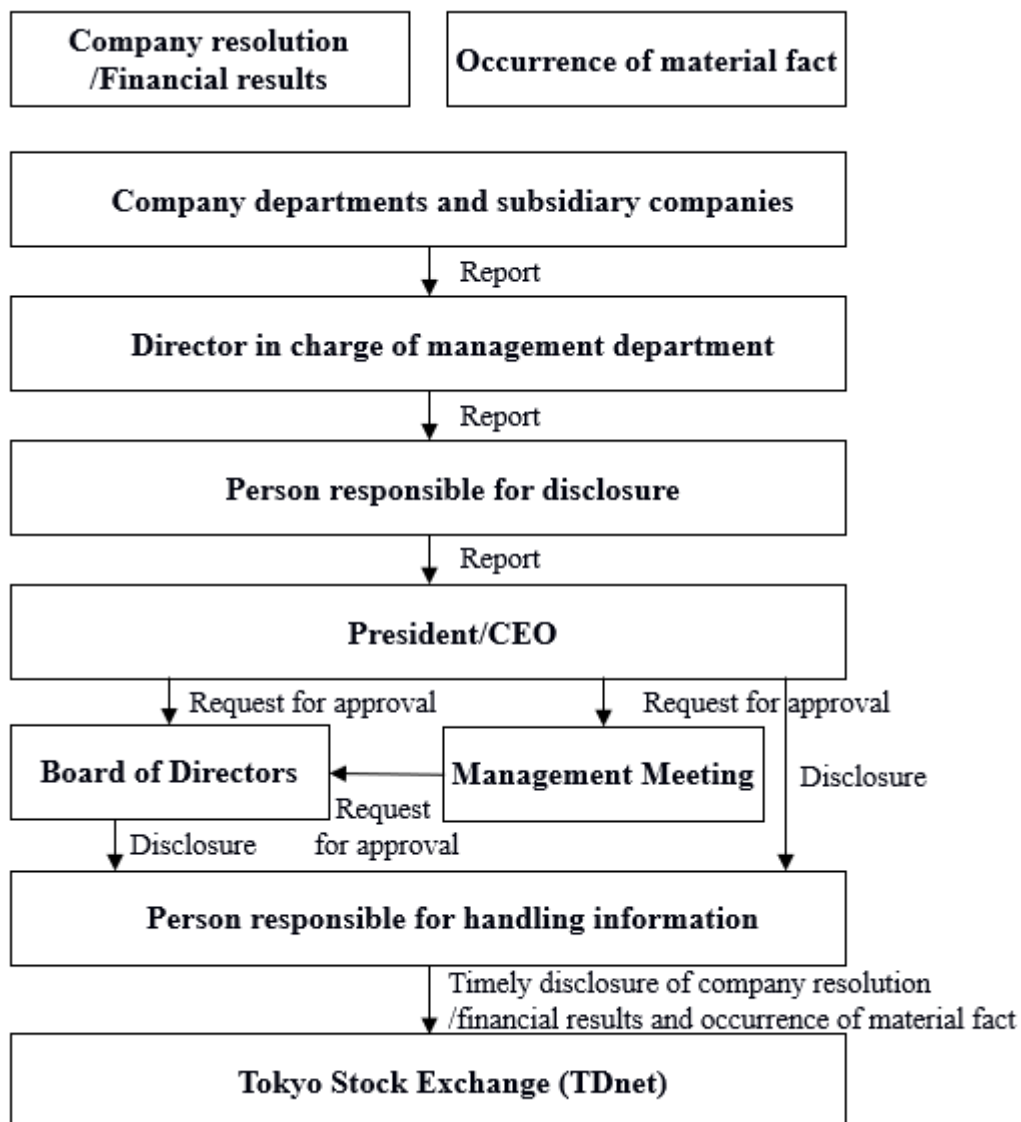 Company resolution
/Financial results
Occurrence of material fact
Company departments and subsidiary companies
Report
Director in charge of management department
Report
Person responsible for disclosure
Report
President/CEO
Request for approval
Request for approval
Board of Directors
Management Meeting
Disclosure
Request
for approval
Disclosure
Person responsible for handling information
Timely disclosure of company resolution
/financial results and occurrence of material fact
Tokyo Stock Exchange (TDnet)